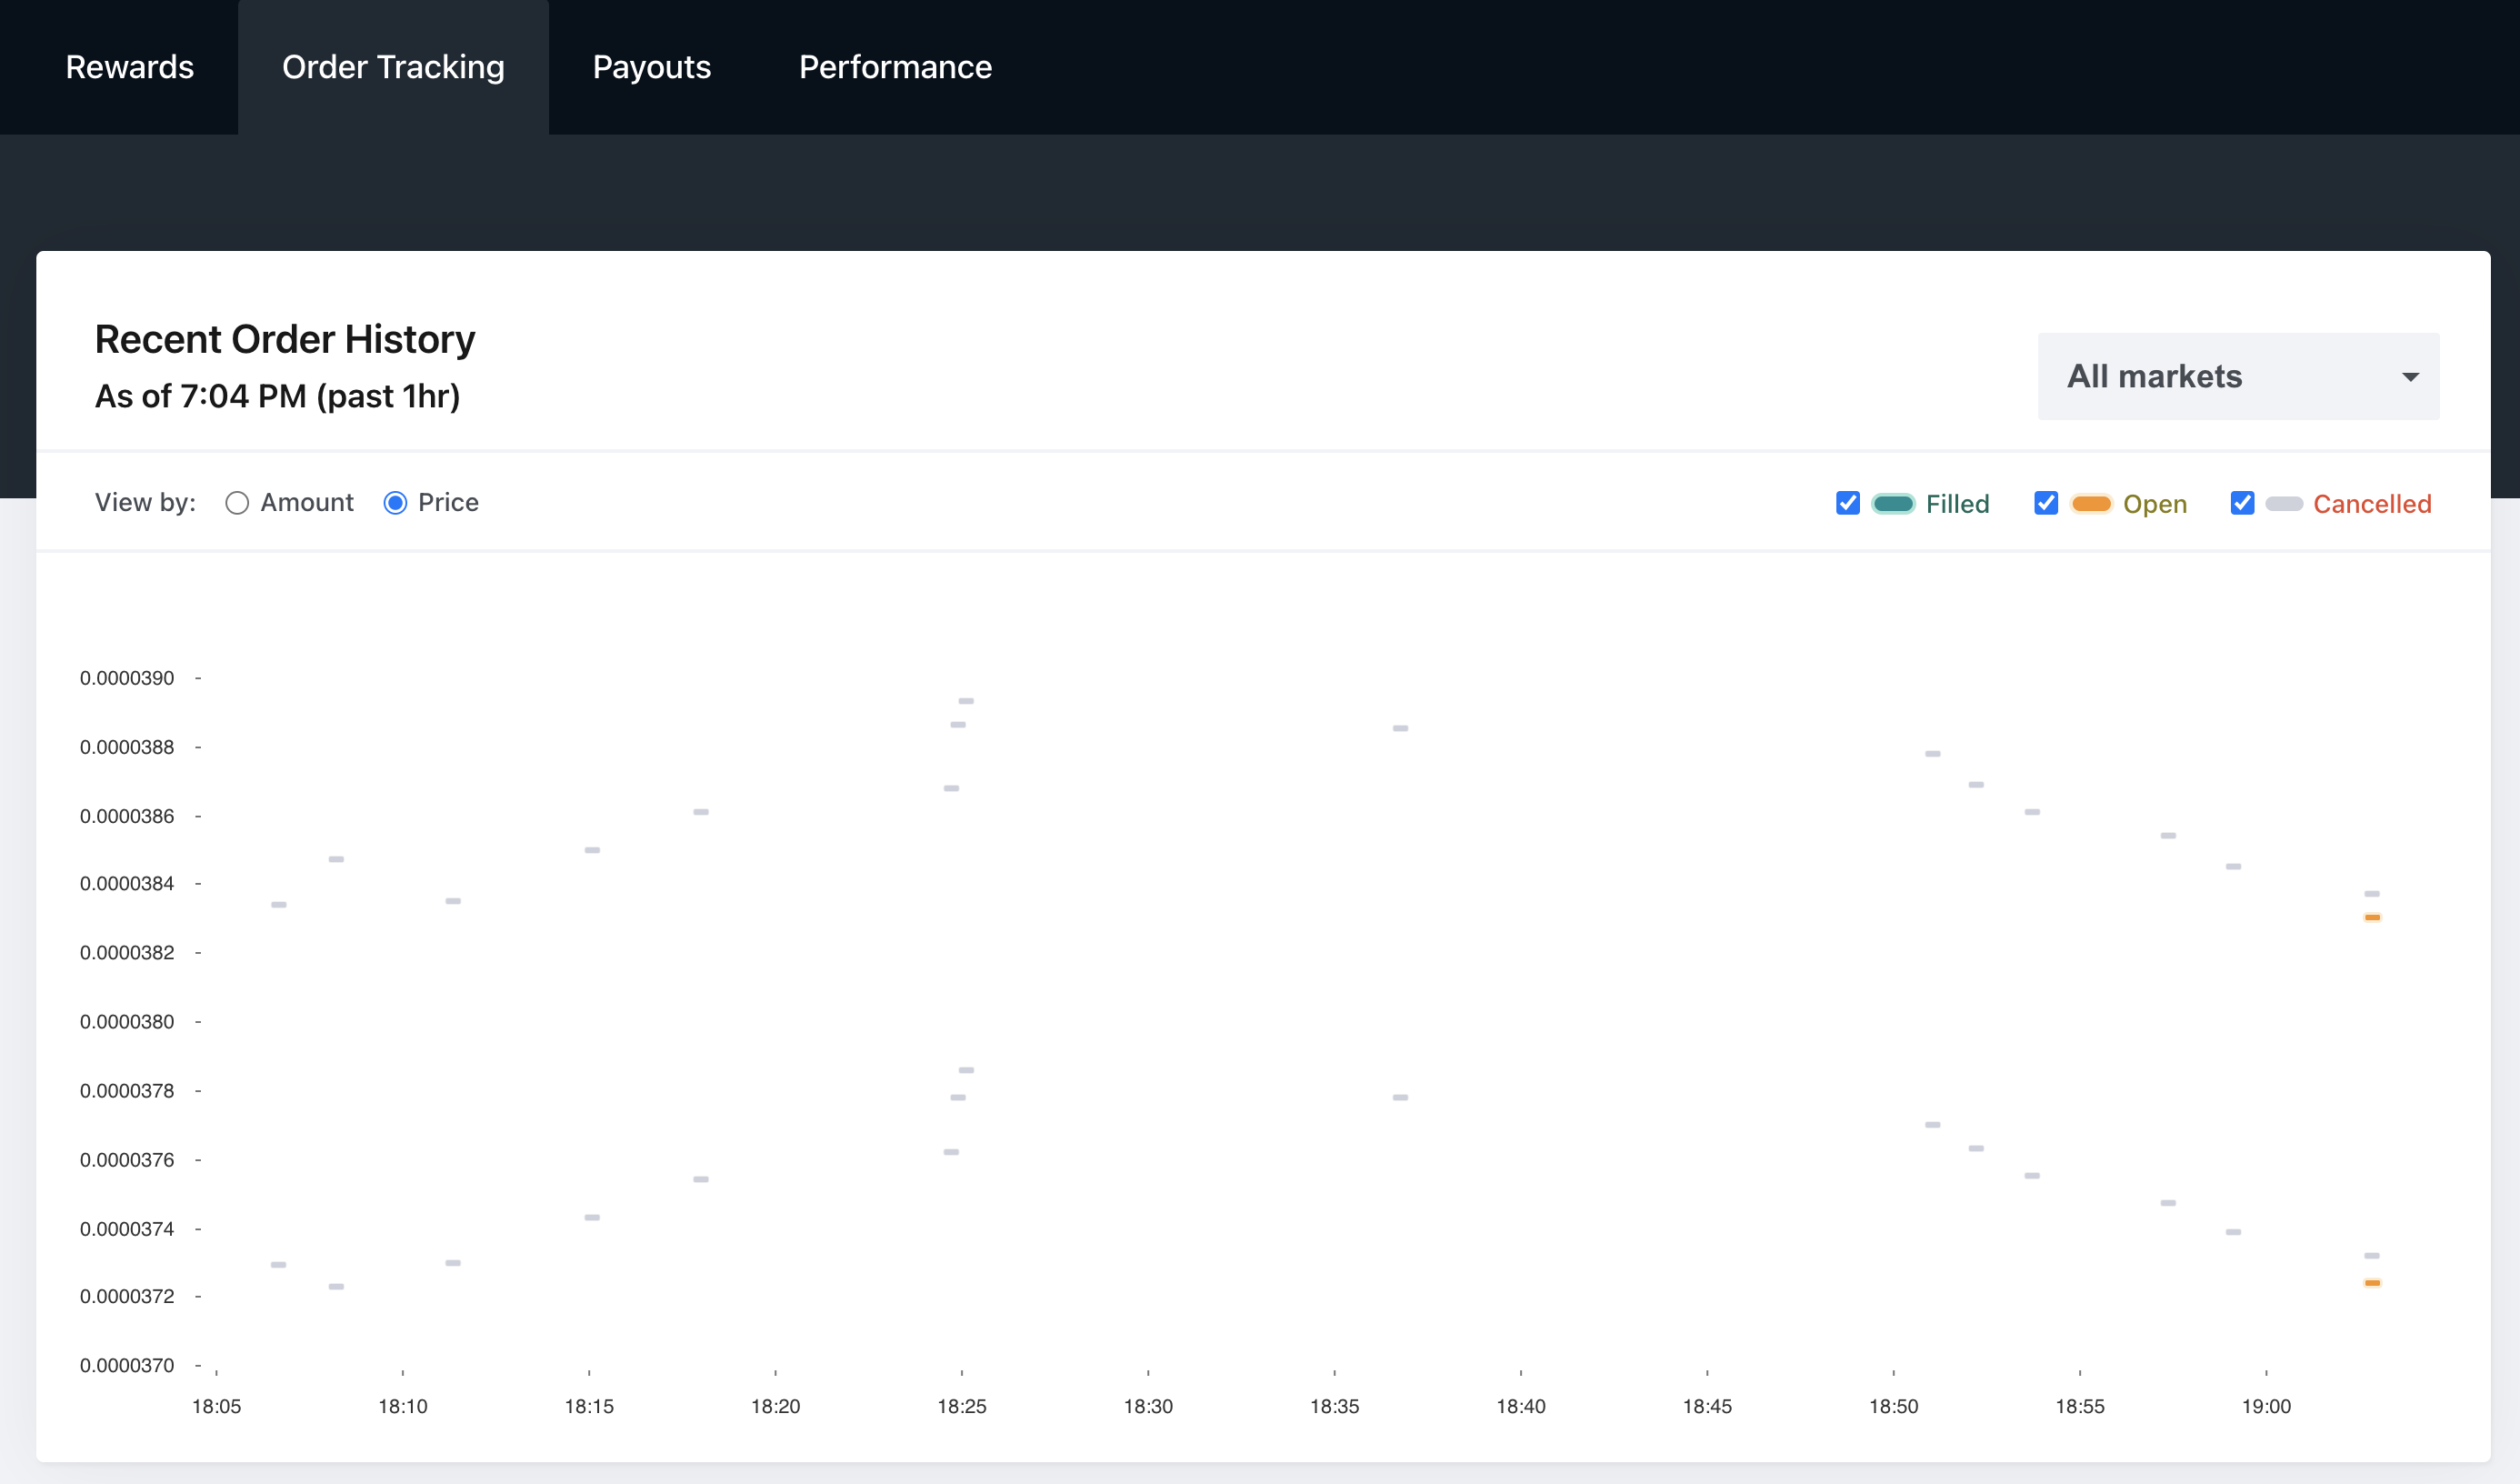 Rewards Order Tracking Payouts Performance
Recent Order History
As of 7:04 PM (past 1hr)
All markets
View by: Amount Price Filled Open Cancelled
0.0000390
0.0000388
0.0000386
0.0000384
0.0000382
0.0000380
0.0000378
0.0000376
0.0000374
0.0000372
0.0000370
18:05 18:10 18:15 18:20 18:25 18:30 18:35 18:40 18:45 18:50 18:55 19:00